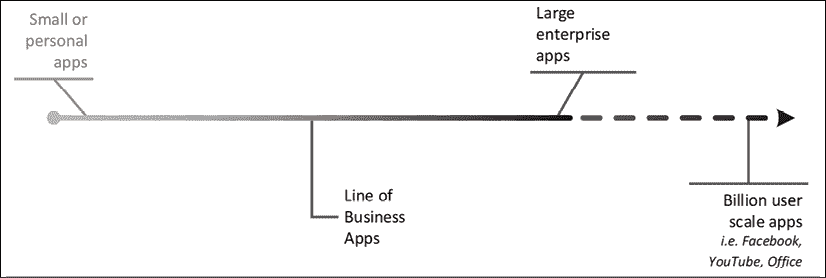 Small or
personal
apps
Large
enterprise
apps
Line of
Business
Apps
Billion user
scale apps
i.e. Facebook,
YouTube, Office